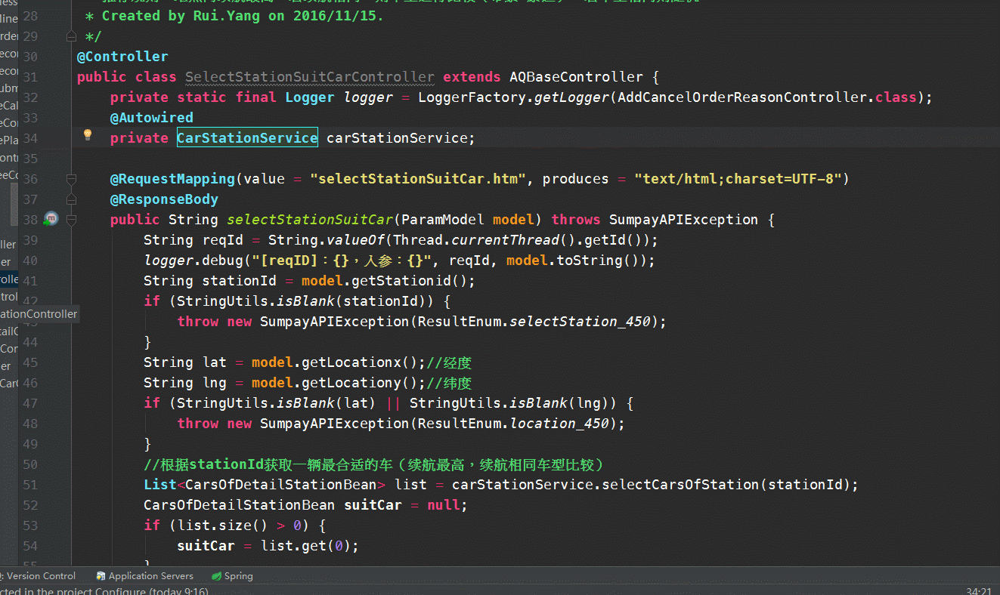 28 * Created by Rui.Yang on 2016/11/15.
29 */
30 @Controller
31 public class SelectStationSuitCarController extends AQBaseController {
32 private static final Logger logger = LoggerFactory.getLogger(AddCancelOrderReasonController.class);
33 @Autowired
34 private CarStationService carStationService;
35
36 @RequestMapping(value = "selectStationSuitCar.htm", produces = "text/html;charset=UTF-8")
37 @ResponseBody
38 public String selectStationSuitCar(ParamModel model) throws SumpayAPIException {
39 String reqId = String.valueOf(Thread.currentThread().getId());
40 logger.debug("[reqID]：{}，入参：{}", reqId, model.toString());
41 String stationId = model.getStationid();
42 if (StringUtils.isBlank(stationId)) {
throw new SumpayAPIException(ResultEnum.selectStation_450);
44 }
45 String lat = model.getLocationx();//经度
46 String lng = model.getLocationy();//纬度
47 if (StringUtils.isBlank(lat) || StringUtils.isBlank(lng)) {
48 throw new SumpayAPIException(ResultEnum.location_450);
49 }
50 //根据stationId获取一辆最合适的车（续航最高，续航相同车型比较）
51 List<CarsOfDetailStationBean> list = carStationService.selectCarsOfStation(stationId);
52 CarsOfDetailStationBean suitCar = null;
53 if (list.size() > 0) {
54 suitCar = list.get(0);
ationController
: Version Control Application Servers Spring
cted in the project Configure (today 9:16) 34:21